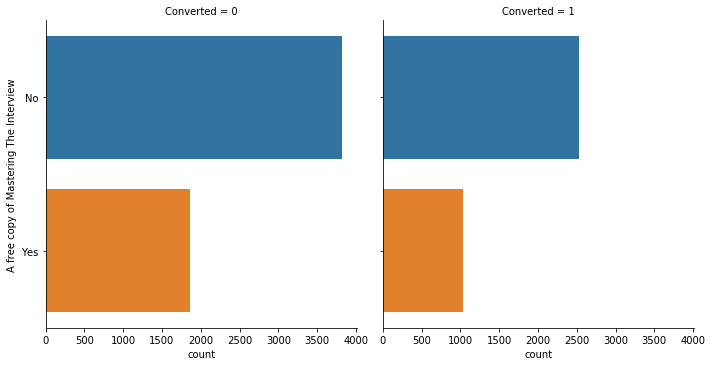 Converted = 0
Converted = 1
A free copy of Mastering The Interview
No
Yes
0 500 1000 1500 2000 2500 3000 3500 4000
0 500 1000 1500 2000 2500 3000 3500 4000
count
count